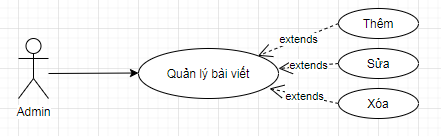 Thêm
extends
Quản lý bài viết
extends
Sửa
extends
Xóa
Admin